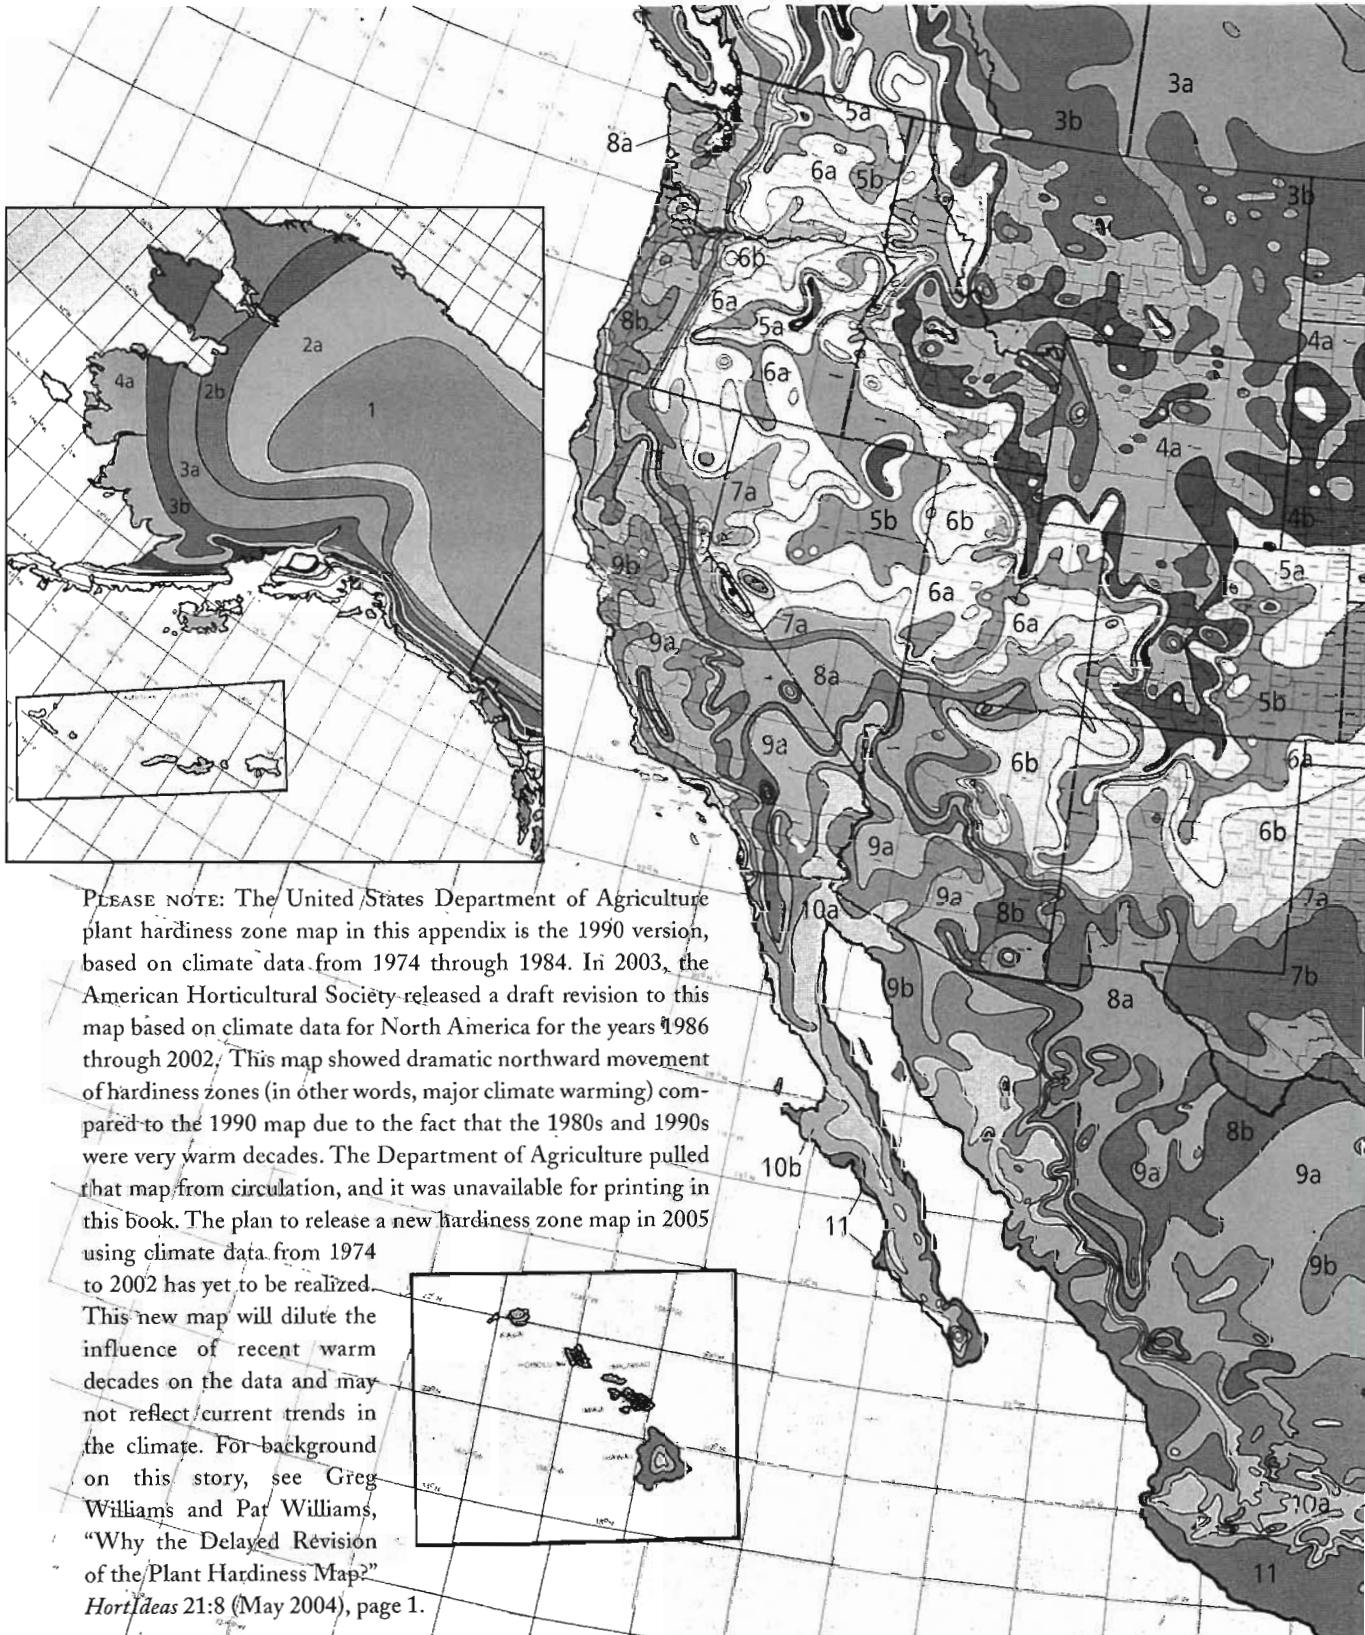 3a
5a
3b
8a
6a
5b
3b
6b
6a
8b
5a
4a
2a
6a
4a
2b
1
4a
3a
7a
3b
5b
6b
4b
9b
5a
6a
7a
6a
9a
8a
5b
9a
6b
6a
6b
9a
9a
8b
7a
10a
7b
9b
8a
8b
9a
9a
10b
11
9b
10a
11
PLEASE NOTE: The United States Department of Agriculture
plant hardiness zone map in this appendix is the 1990 version,
based on climate data from 1974 through 1984. In 2003, the
American Horticultural Society released a draft revision to this
map based on climate data for North America for the years 1986
through 2002. This map showed dramatic northward movement
of hardiness zones (in other words, major climate warming) com-
pared to the 1990 map due to the fact that the 1980s and 1990s
were very warm decades. The Department of Agriculture pulled
that map from circulation, and it was unavailable for printing in
this book. The plan to release a new hardiness zone map in 2005
using climate data from 1974
to 2002 has yet to be realized.
This new map will dilute the
influence of recent warm
decades on the data and may
not reflect current trends in
the climate. For background
on this story, see Greg
Williams and Pat Williams,
“Why the Delayed Revision
of the Plant Hardiness Map?”
HortIdeas 21:8 (May 2004), page 1.